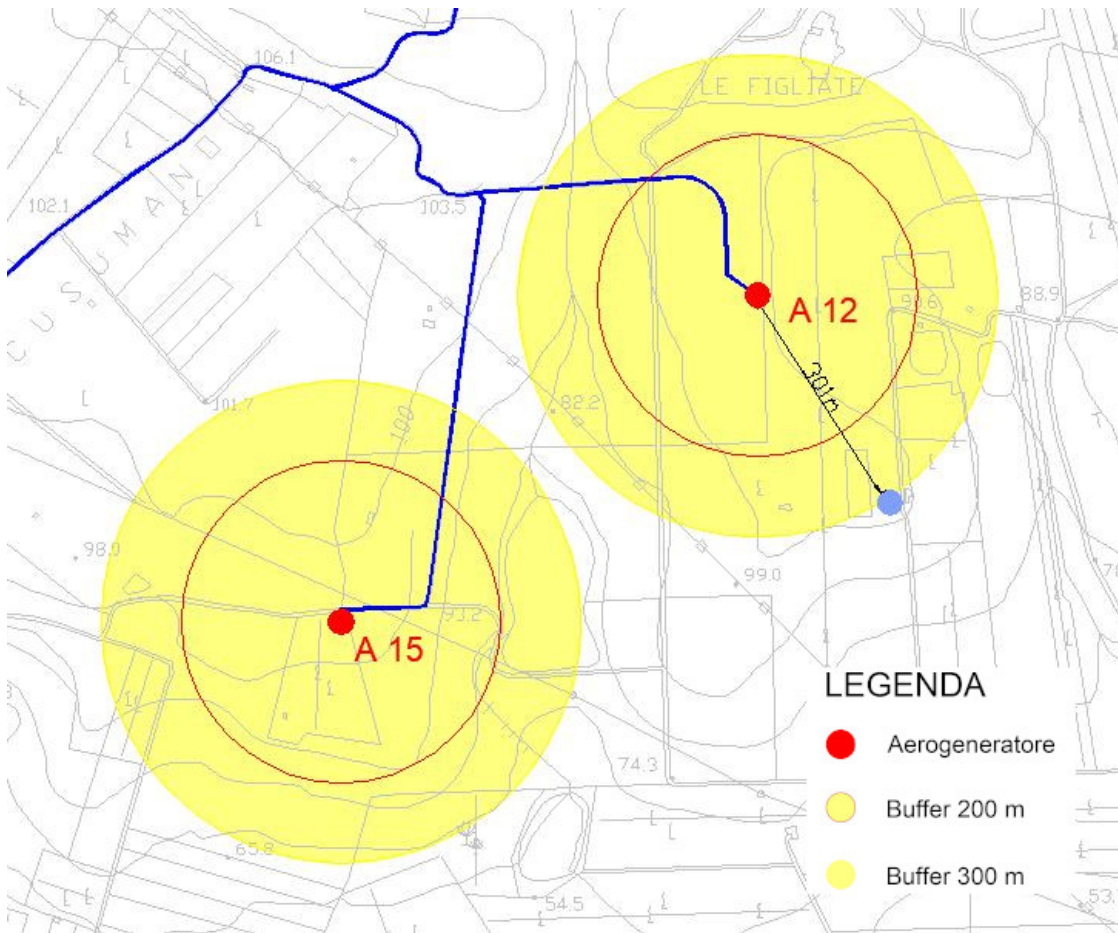 106.1
LE FIGLIATE
CUSUMANO
102.1
103.5
A 12
90.6
88.9
301m
101.7
100
82.2
98.0
99.0
93.2
A 15
74.3
65.8
54.5
53.
LEGENDA
Aerogeneratore
Buffer 200 m
Buffer 300 m